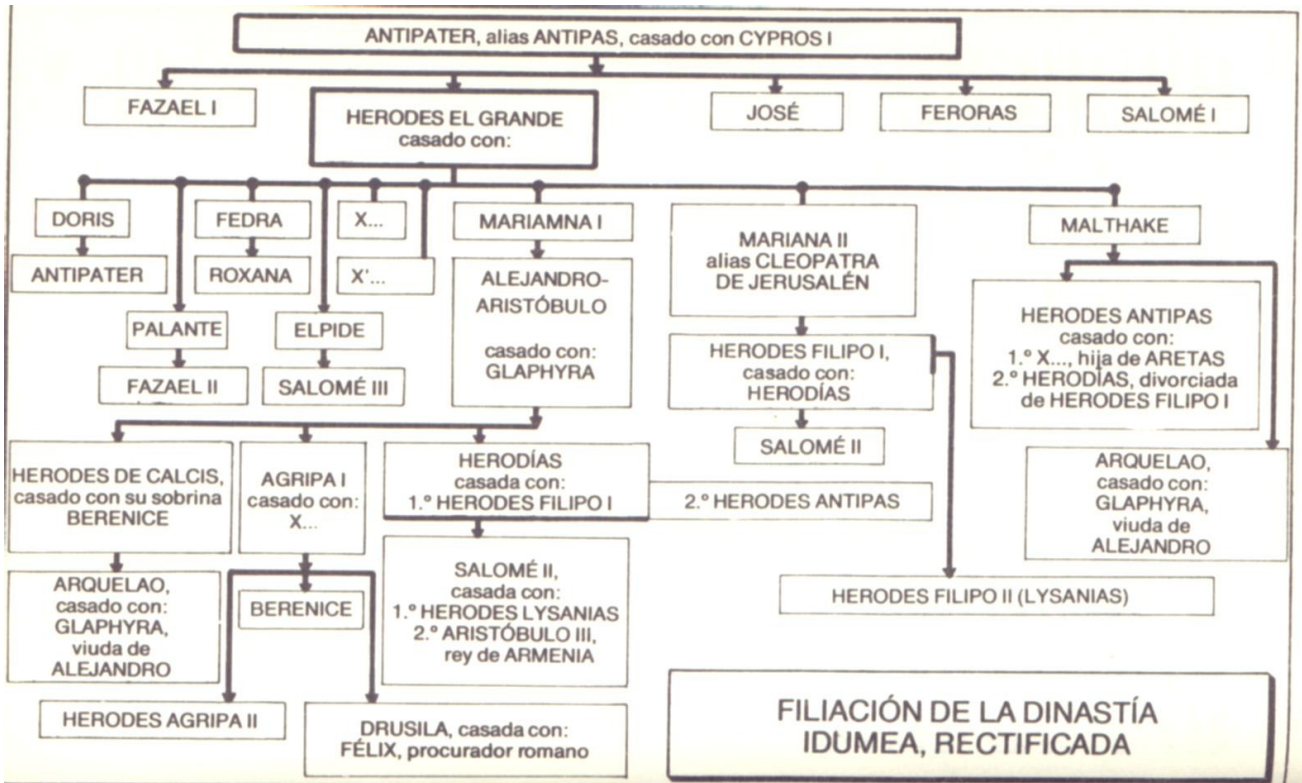 ANTIPATER, alias ANTIPAS, casado con CYPROS I
FAZAEL I
HERODES EL GRANDE
casado con:
JOSÉ
FERORAS
SALOMÉ I
DORIS
FEDRA
X...
MARIAMNA I
MARIANA II
alias CLEOPATRA
DE JERUSALÉN
MALTHAKE
ANTIPATER
ROXANA
X'...
ALEJANDRO-
ARISTÓBULO
casado con:
GLAPHYRA
PALANTE
ELPIDE
FAZAEL II
SALOMÉ III
HERODES FILIPO I,
casado con:
HERODÍAS
SALOMÉ II
HERODES ANTIPAS
casado con:
1.º X..., hija de ARETAS
2.º HERODÍAS, divorciada
de HERODES FILIPO I
HERODES DE CALCIS,
casado con su sobrina
BERENICE
AGRIPA I
casado con:
X...
HERODÍAS
casada con:
1.º HERODES FILIPO I
2.º HERODES ANTIPAS
ARQUELAO,
casado con:
GLAPHYRA,
viuda de
ALEJANDRO
ARQUELAO,
casado con:
GLAPHYRA,
viuda de
ALEJANDRO
BERENICE
SALOMÉ II,
casada con:
1.º HERODES LYSANIAS
2.º ARISTÓBULO III,
rey de ARMENIA
HERODES FILIPO II (LYSANIAS)
HERODES AGRIPA II
DRUSILA, casada con:
FÉLIX, procurador romano
FILIACIÓN DE LA DINASTÍA
IDUMEA, RECTIFICADA